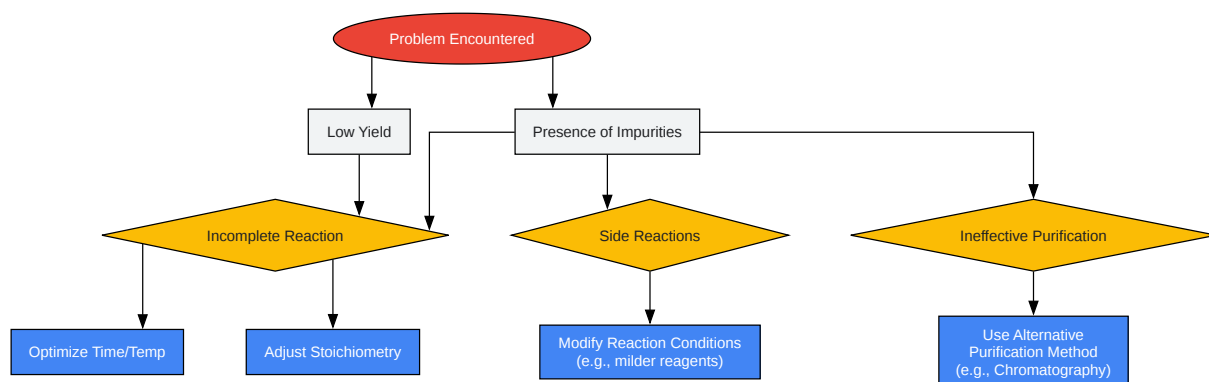 Problem Encountered
Low Yield
Presence of Impurities
Incomplete Reaction
Side Reactions
Ineffective Purification
Optimize Time/Temp
Adjust Stoichiometry
Modify Reaction Conditions
(e.g., milder reagents)
Use Alternative
Purification Method
(e.g., Chromatography)